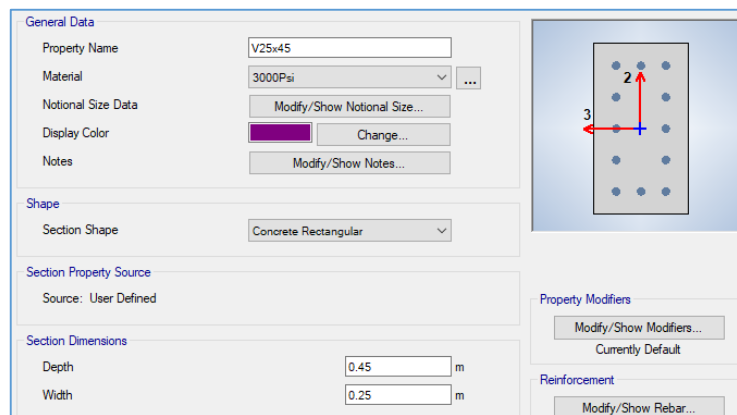 General Data
Property Name V25x45
Material 3000Psi ...
Notional Size Data Modify/Show Notional Size...
Display Color Change...
Notes Modify/Show Notes...
2
3
Shape
Section Shape Concrete Rectangular
Section Property Source
Source: User Defined
Property Modifiers
Modify/Show Modifiers...
Currently Default
Section Dimensions
Depth 0.45 m
Width 0.25 m
Reinforcement
Modify/Show Rebar...